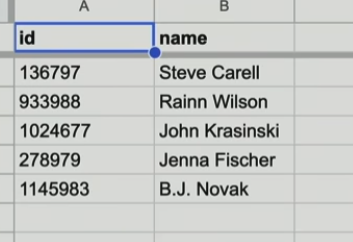 A B
id name
136797 Steve Carell
933988 Rainn Wilson
1024677 John Krasinski
278979 Jenna Fischer
1145983 B.J. Novak